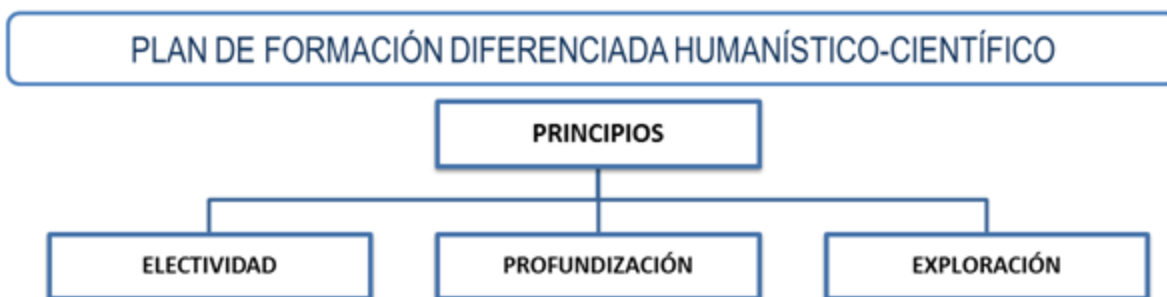 PLAN DE FORMACIÓN DIFERENCIADA HUMANÍSTICO-CIENTÍFICO
PRINCIPIOS
ELECTIVIDAD
PROFUNDIZACIÓN
EXPLORACIÓN